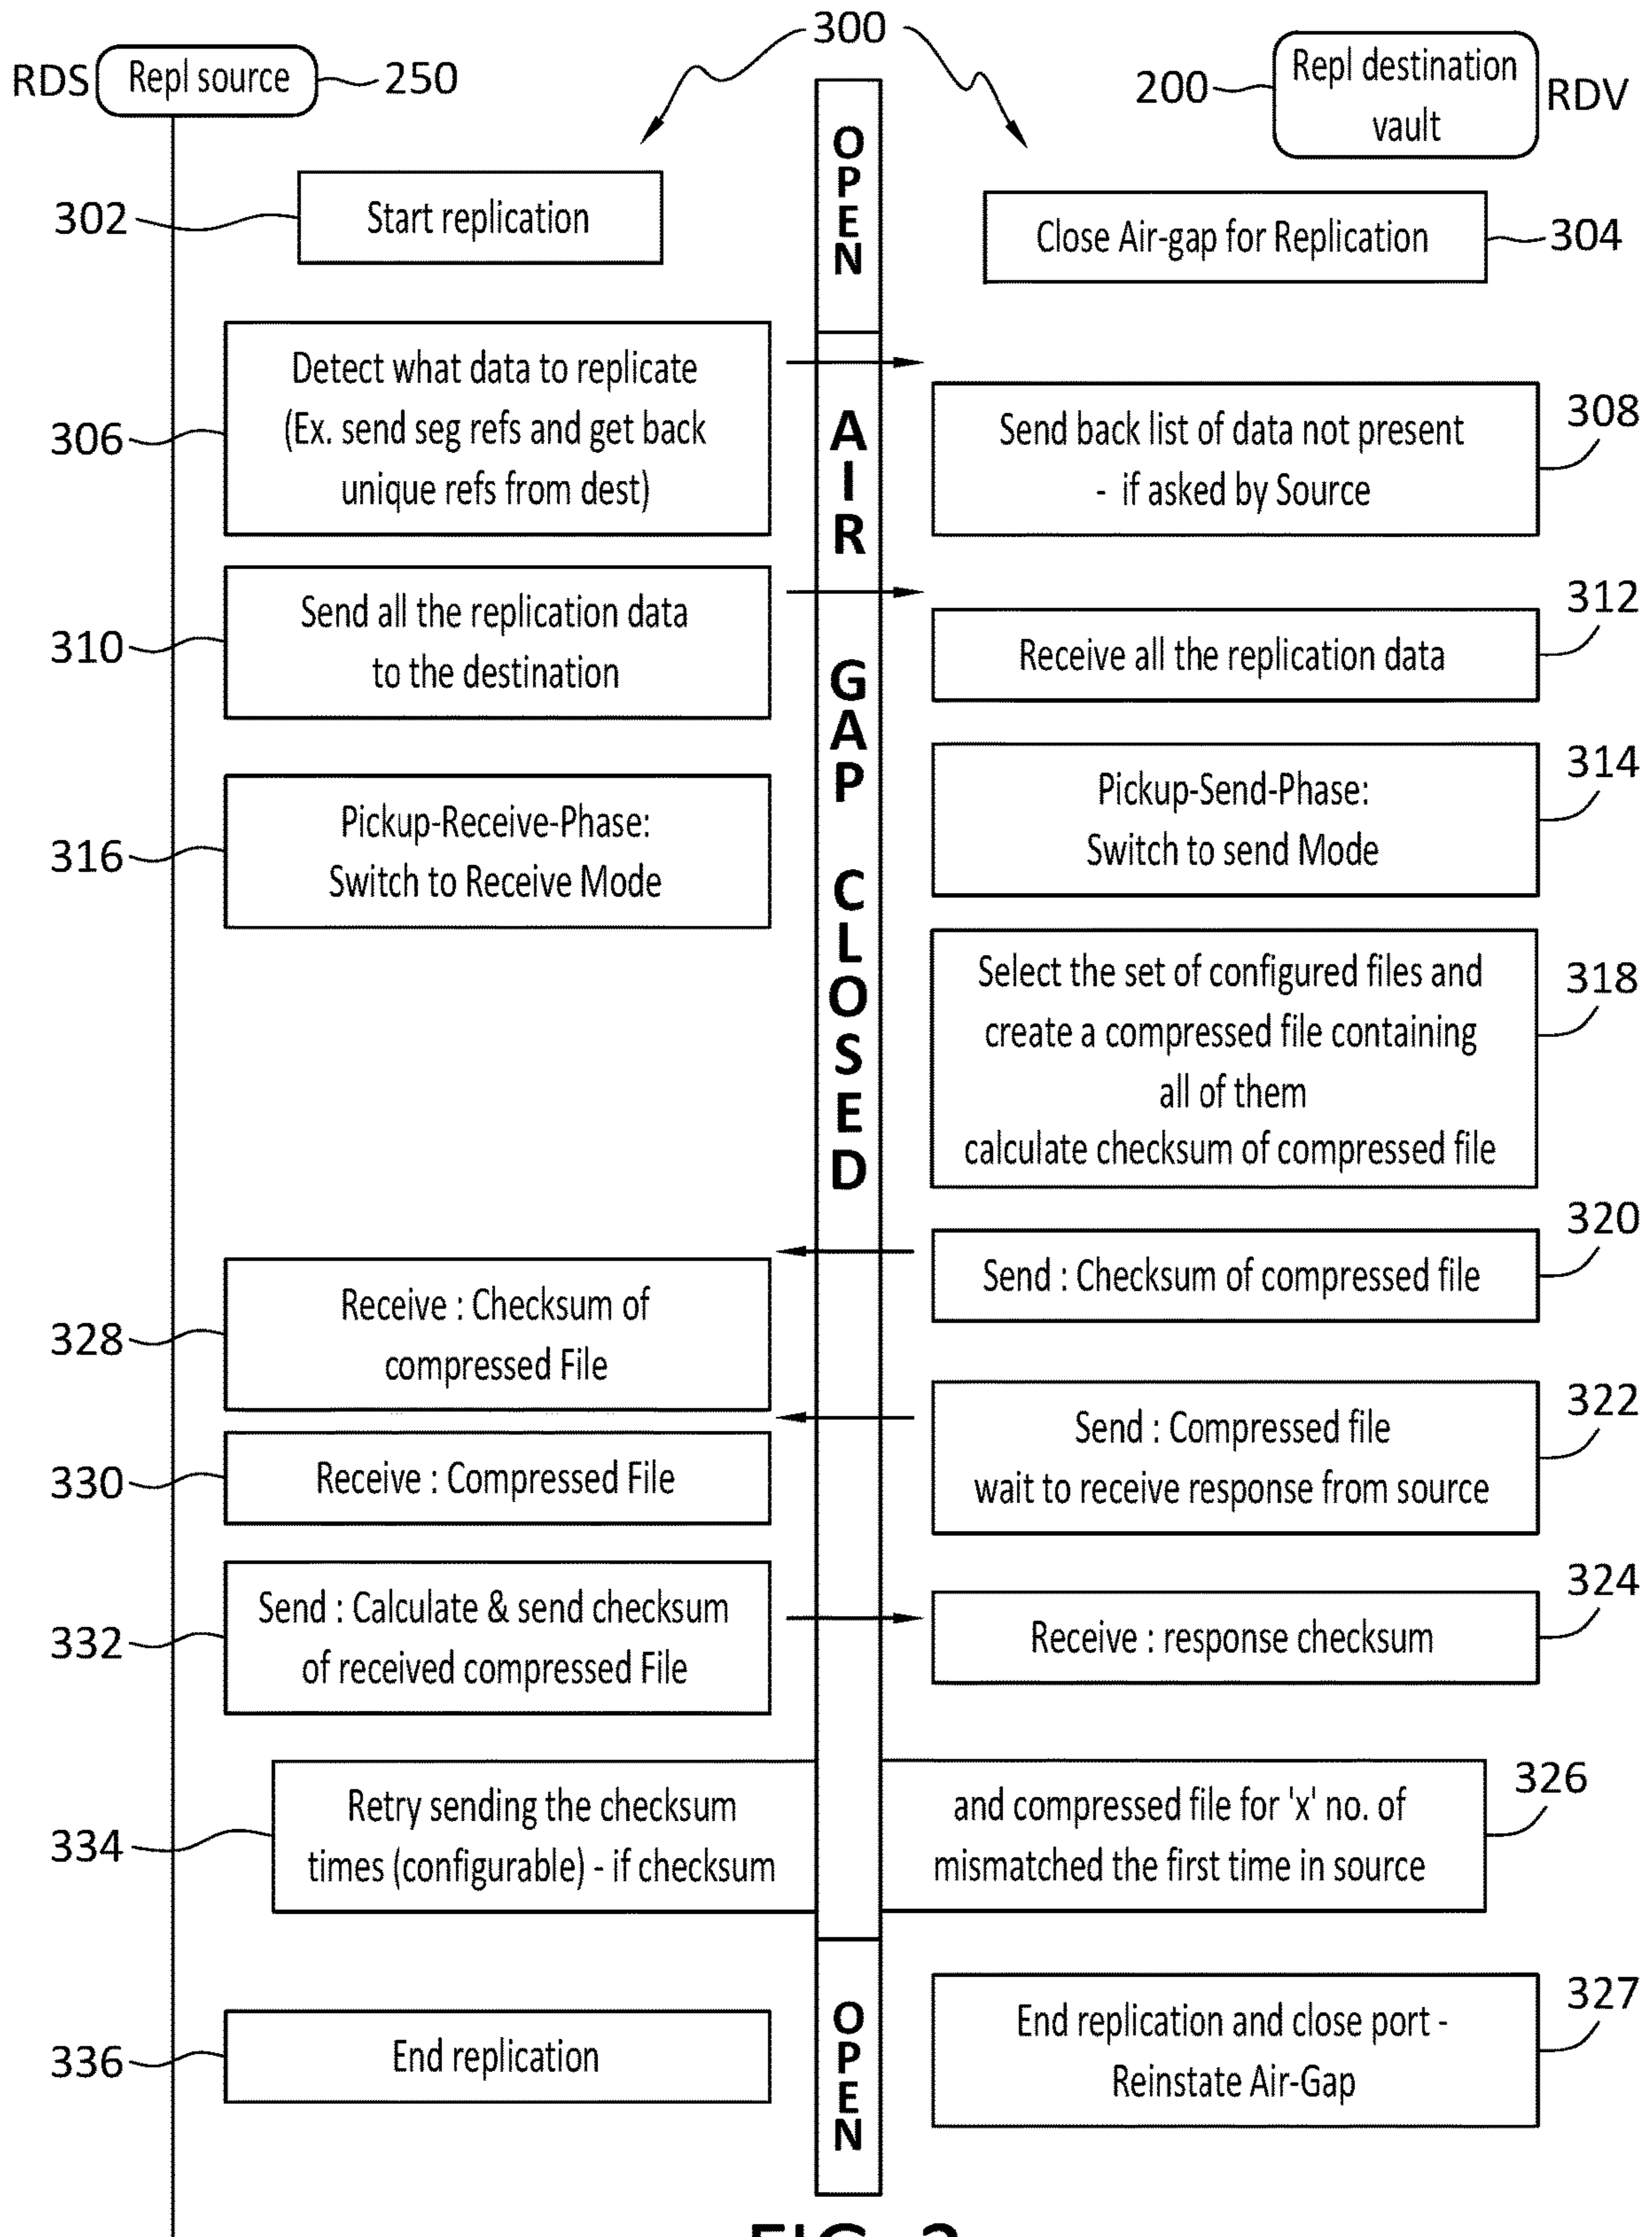 300
RDS
Repl source
250
200
Repl destination
vault
RDV
OPEN
302
Start replication
Close Air-gap for Replication
304
306
Detect what data to replicate
(Ex. send seg refs and get back
unique refs from dest)
AIR GAP CLOSED
Send back list of data not present
- if asked by Source
308
310
Send all the replication data
to the destination
Receive all the replication data
312
Pickup-Send-Phase:
Switch to send Mode
314
316
Pickup-Receive-Phase:
Switch to Receive Mode
Select the set of configured files and
create a compressed file containing
all of them
calculate checksum of compressed file
318
Send : Checksum of compressed file
320
328
Receive : Checksum of
compressed File
Send : Compressed file
wait to receive response from source
322
330
Receive : Compressed File
332
Send : Calculate & send checksum
of received compressed File
Receive : response checksum
324
334
Retry sending the checksum and compressed file for 'x' no. of
times (configurable) - if checksum mismatched the first time in source
326
OPEN
336
End replication
End replication and close port -
Reinstate Air-Gap
327